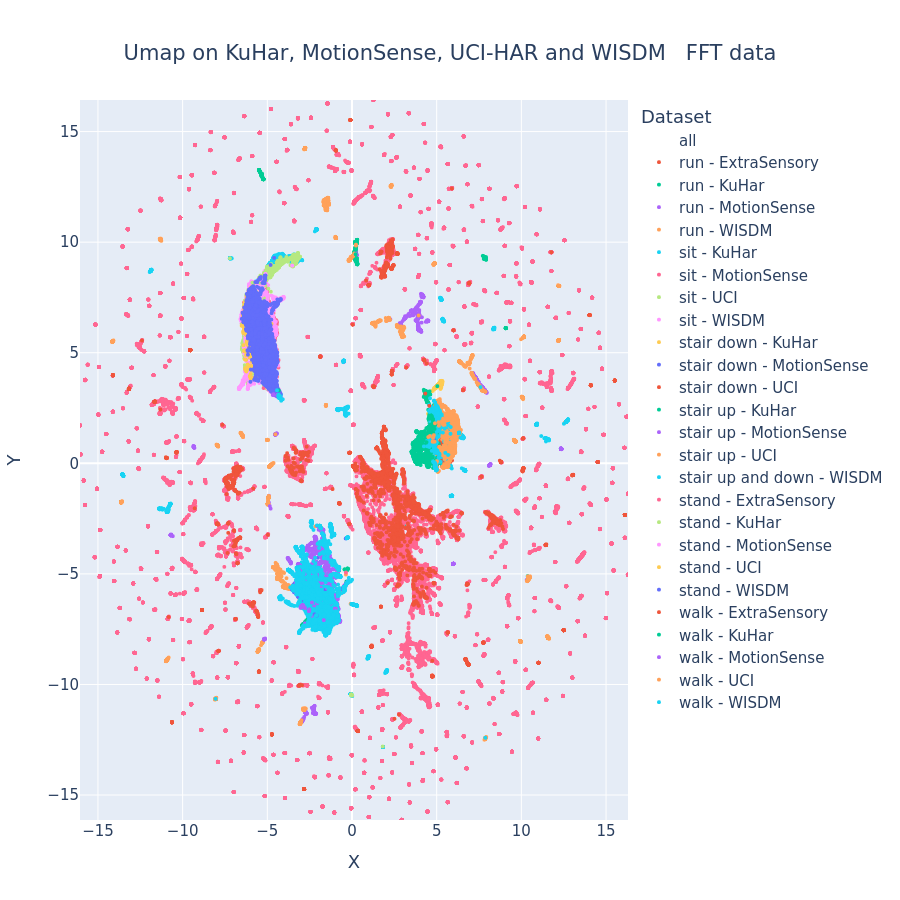 Umap on KuHar, MotionSense, UCI-HAR and WISDM   FFT data
Dataset
all
run - ExtraSensory
run - KuHar
run - MotionSense
run - WISDM
sit - KuHar
sit - MotionSense
sit - UCI
sit - WISDM
stair down - KuHar
stair down - MotionSense
stair down - UCI
stair up - KuHar
stair up - MotionSense
stair up - UCI
stair up and down - WISDM
stand - ExtraSensory
stand - KuHar
stand - MotionSense
stand - UCI
stand - WISDM
walk - ExtraSensory
walk - KuHar
walk - MotionSense
walk - UCI
walk - WISDM
15
10
5
0
−5
−10
−15
Y
−15 −10 −5 0 5 10 15
X